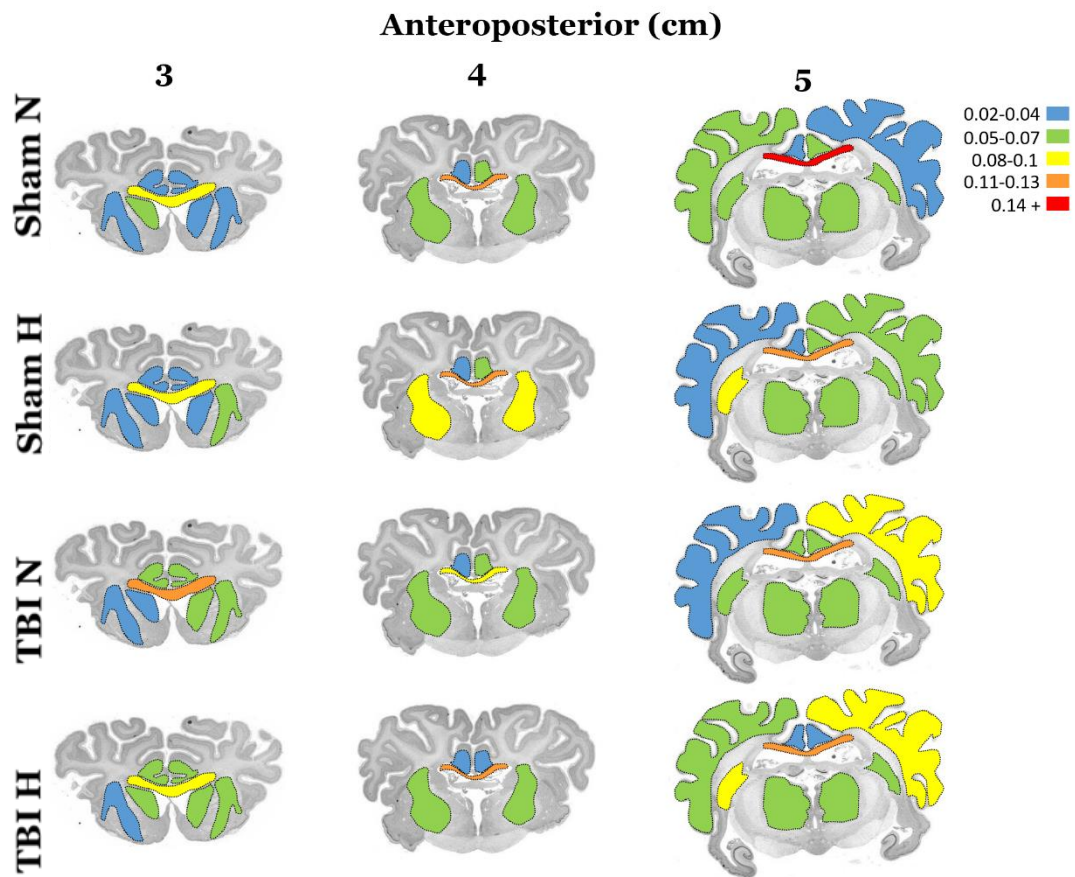 Anteroposterior (cm)
3
4
5
Sham N
0.02-0.04
0.05-0.07
0.08-0.1
0.11-0.13
0.14 +
Sham H
TBI N
TBI H